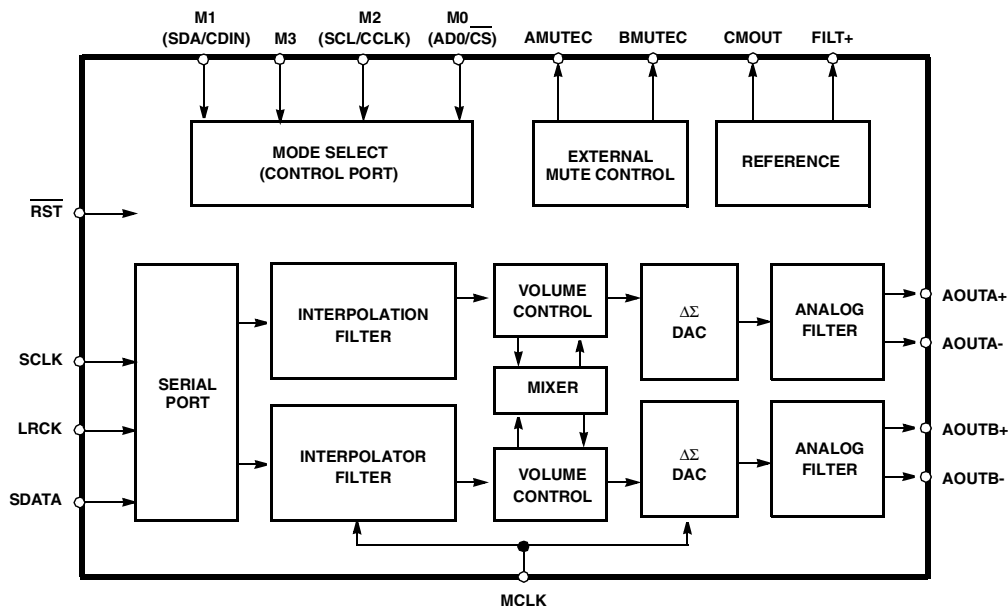 M1
(SDA/CDIN)
M3
M2
(SCL/CCLK)
M0
(AD0/CS)
AMUTEC
BMUTEC
CMOUT
FILT+
MODE SELECT
(CONTROL PORT)
EXTERNAL
MUTE CONTROL
REFERENCE
RST
SERIAL
PORT
INTERPOLATION
FILTER
VOLUME
CONTROL
ΔΣ
DAC
ANALOG
FILTER
AOUTA+
AOUTA-
SCLK
LRCK
SDATA
MIXER
INTERPOLATOR
FILTER
VOLUME
CONTROL
ΔΣ
DAC
ANALOG
FILTER
AOUTB+
AOUTB-
MCLK